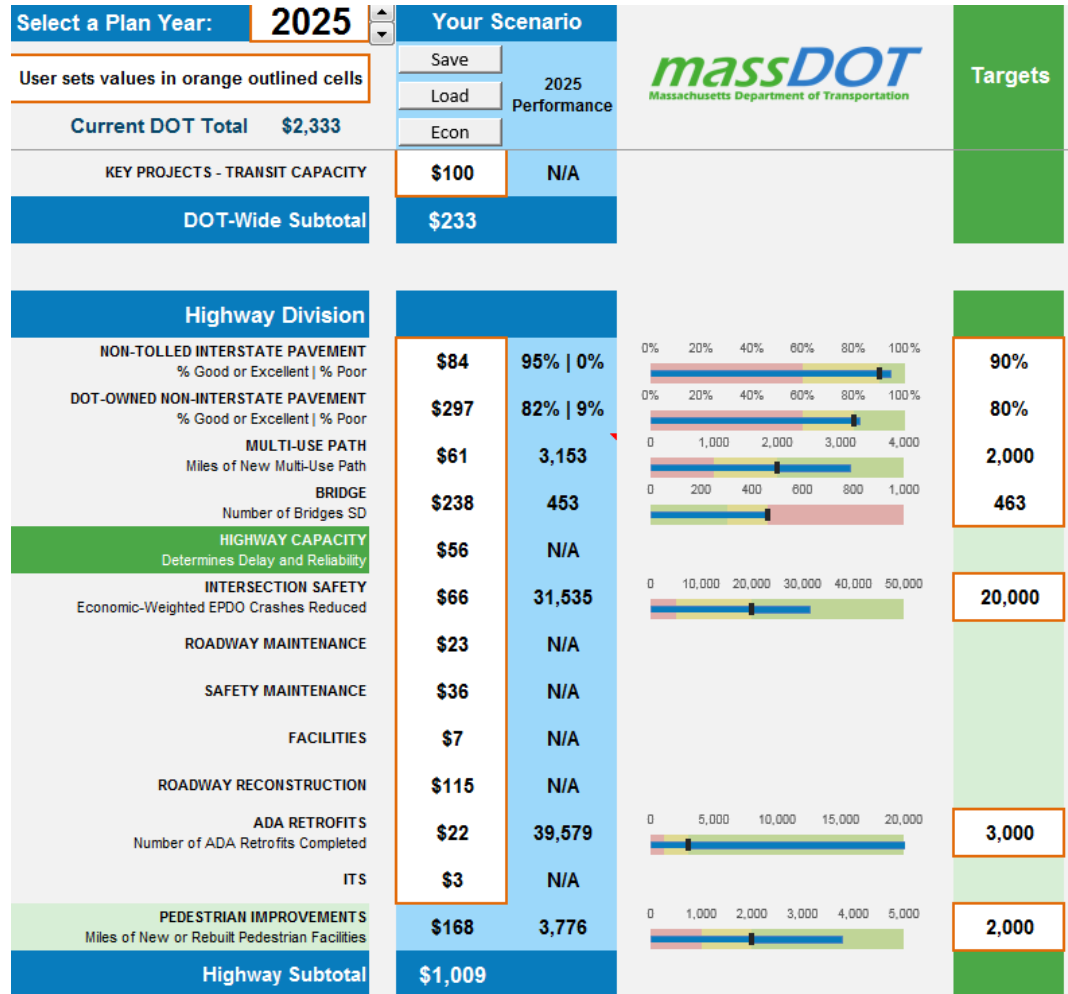 Select a Plan Year: 2025 Your Scenario
User sets values in orange outlined cells
Save
Load
Econ
2025
Performance
massDOT
Massachusetts Department of Transportation
Targets
Current DOT Total $2,333
KEY PROJECTS - TRANSIT CAPACITY $100 N/A
DOT-Wide Subtotal $233
Highway Division
NON-TOLLED INTERSTATE PAVEMENT
% Good or Excellent | % Poor
$84 95% | 0%
0% 20% 40% 60% 80% 100%
90%
DOT-OWNED NON-INTERSTATE PAVEMENT
% Good or Excellent | % Poor
$297 82% | 9%
0% 20% 40% 60% 80% 100%
80%
MULTI-USE PATH
Miles of New Multi-Use Path
$61 3,153
0 1,000 2,000 3,000 4,000
2,000
BRIDGE
Number of Bridges SD
$238 453
0 200 400 600 800 1,000
463
HIGHWAY CAPACITY
Determines Delay and Reliability
$56 N/A
INTERSECTION SAFETY
Economic-Weighted EPDO Crashes Reduced
$66 31,535
0 10,000 20,000 30,000 40,000 50,000
20,000
ROADWAY MAINTENANCE $23 N/A
SAFETY MAINTENANCE $36 N/A
FACILITIES $7 N/A
ROADWAY RECONSTRUCTION $115 N/A
ADA RETROFITS
Number of ADA Retrofits Completed
$22 39,579
0 5,000 10,000 15,000 20,000
3,000
ITS $3 N/A
PEDESTRIAN IMPROVEMENTS
Miles of New or Rebuilt Pedestrian Facilities
$168 3,776
0 1,000 2,000 3,000 4,000 5,000
2,000
Highway Subtotal $1,009